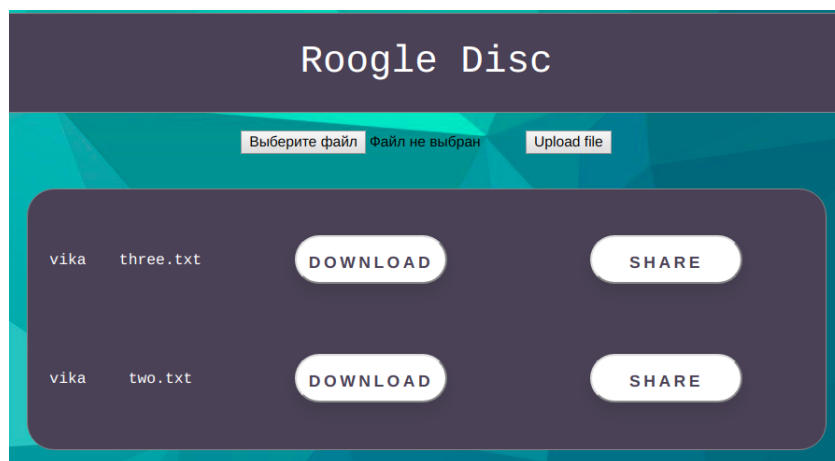 Roogle Disc
Выберите файл Файл не выбран Upload file
vika three.txt DOWNLOAD SHARE
vika two.txt DOWNLOAD SHARE